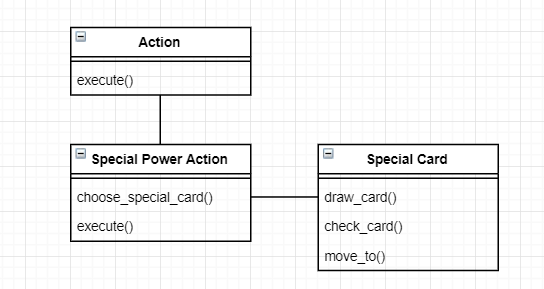 Action
execute()
Special Power Action
choose_special_card()
execute()
Special Card
draw_card()
check_card()
move_to()